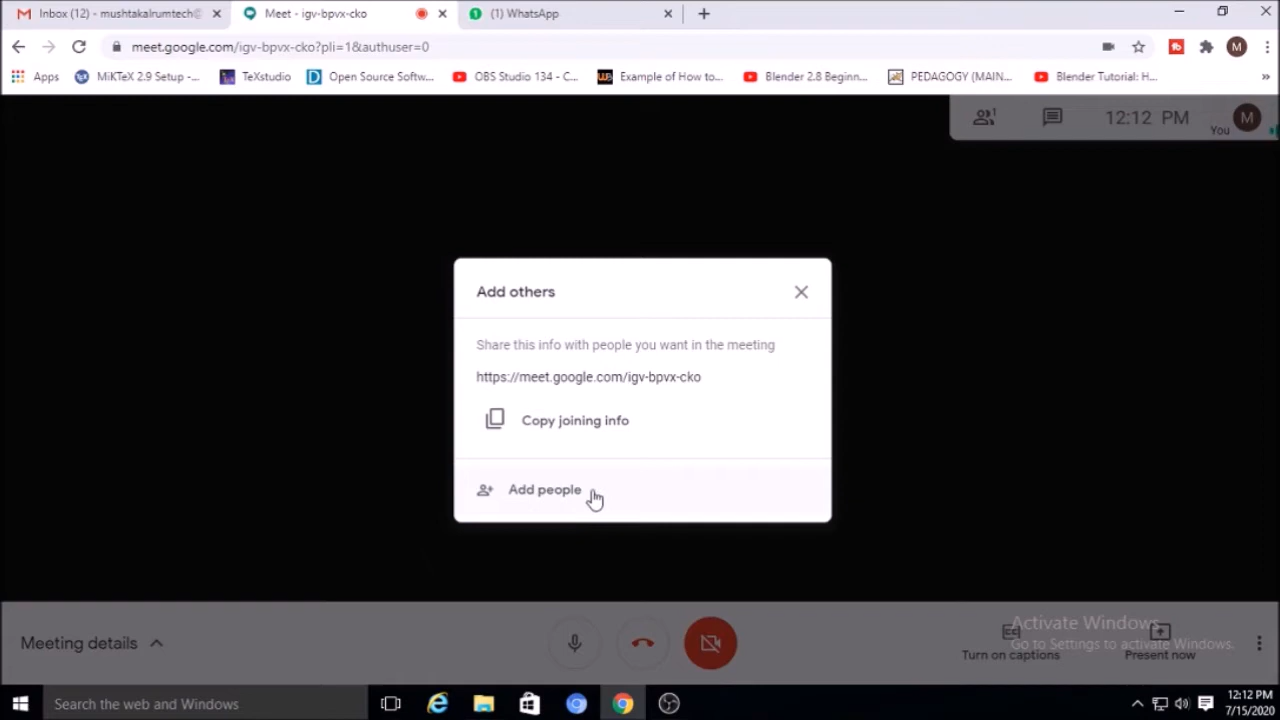 Inbox (12) - mushtakalrumtech@
Meet - igv-bpvx-cko
(1) WhatsApp
meet.google.com/igv-bpvx-cko?pli=1&authuser=0
M
Apps
MiKTeX 2.9 Setup -...
TeXstudio
Open Source Softw...
OBS Studio 134 - C...
Example of How to...
Blender 2.8 Beginn...
PEDAGOGY (MAIN...
Blender Tutorial: H...
1
12:12 PM
You
M
Add others
Share this info with people you want in the meeting
https://meet.google.com/igv-bpvx-cko
Copy joining info
Add people
Meeting details
Turn on captions
Present now
Activate Windows
Go to Settings to activate Windows.
Search the web and Windows
12:12 PM
7/15/2020